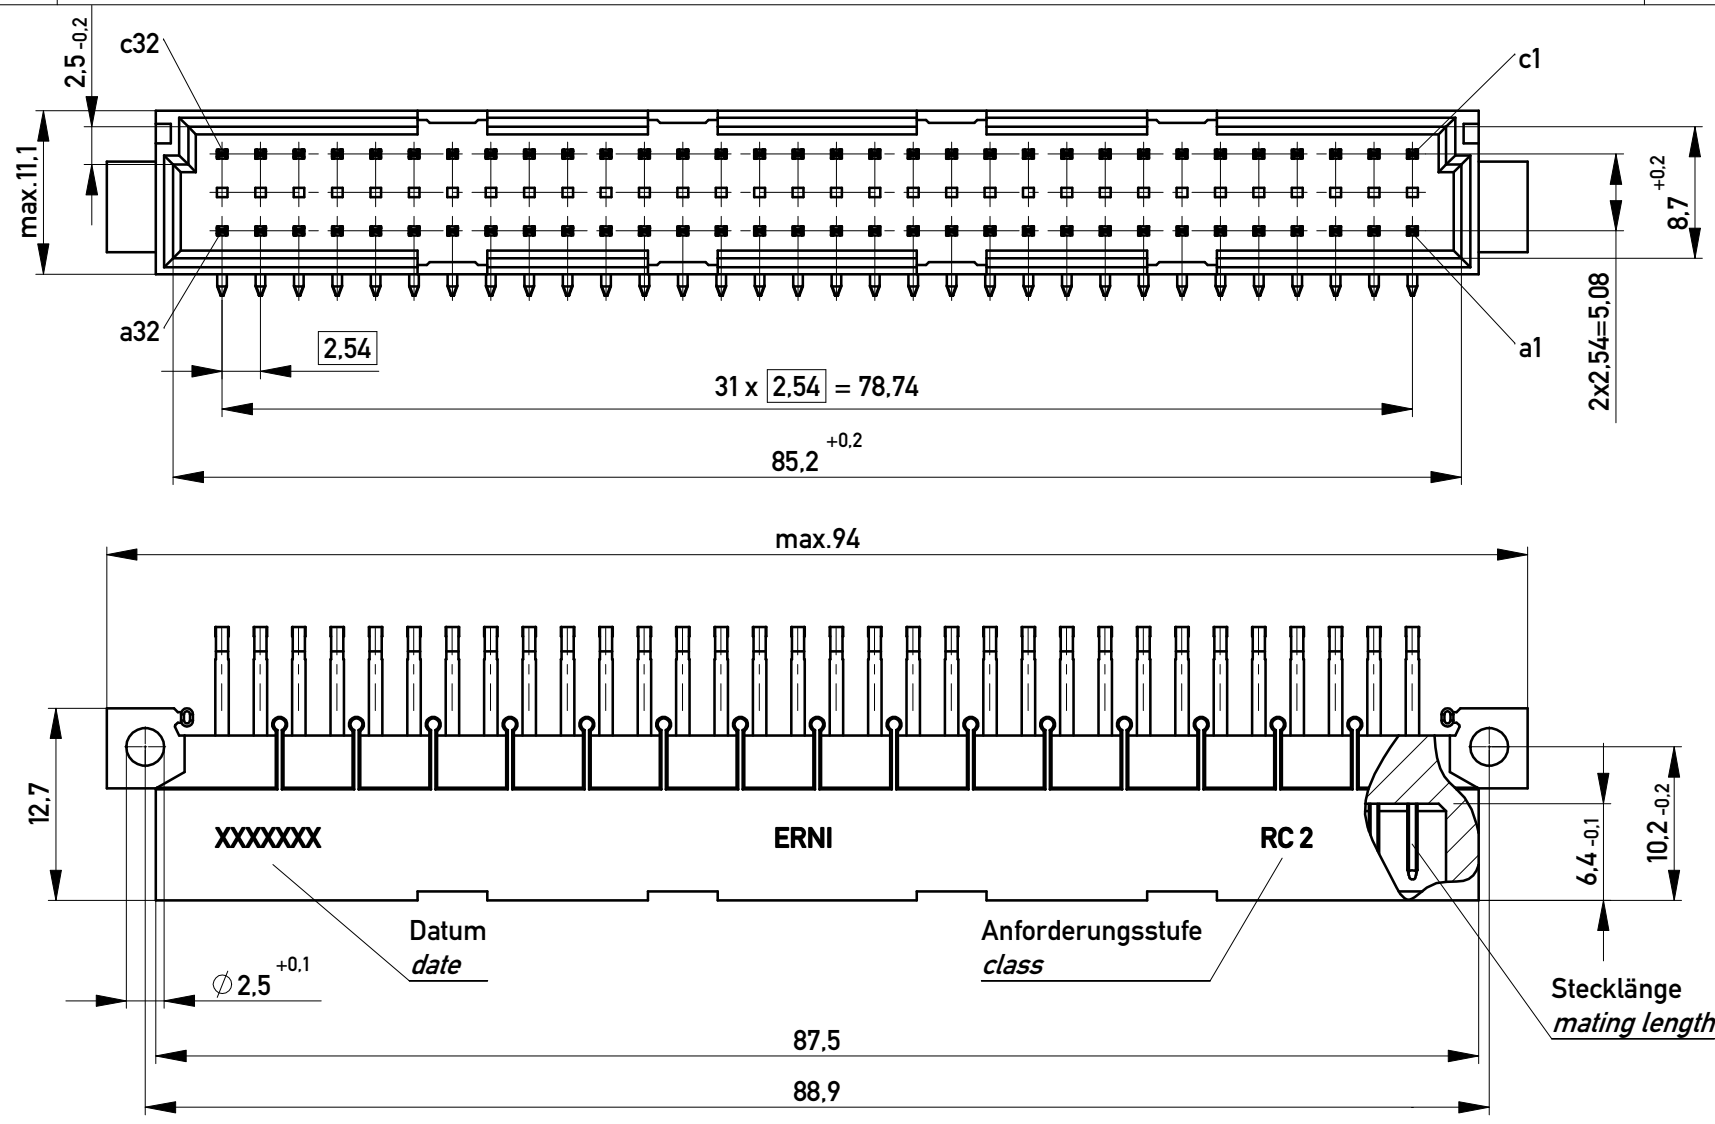 c32
c1
2,5 -0,2
max.11,1
+0,2
8,7
a32
a1
2,54
2x2,54=5,08
31 x 2,54 = 78,74
+0,2
85,2
max.94
12,7
XXXXXXX
ERNI
RC 2
6,4 -0,1
10,2 -0,2
Datum
date
Anforderungsstufe
class
⌀ 2,5 +0,1
Stecklänge
mating length
87,5
88,9